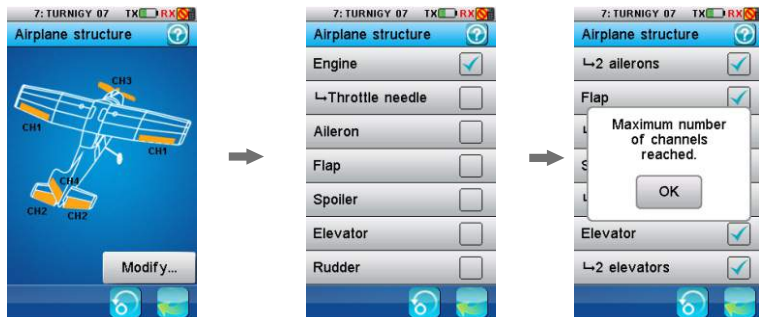 7: TURNIGY 07 TX RX
Airplane structure ?
CH3
CH1
CH1
CH4
CH2
CH2
Modify...
7: TURNIGY 07 TX RX
Airplane structure ?
Engine
↳Throttle needle
Aileron
Flap
Spoiler
Elevator
Rudder
7: TURNIGY 07 TX RX
Airplane structure ?
↳2 ailerons
Flap
Maximum number
of channels
reached.
S
OK
Elevator
↳2 elevators